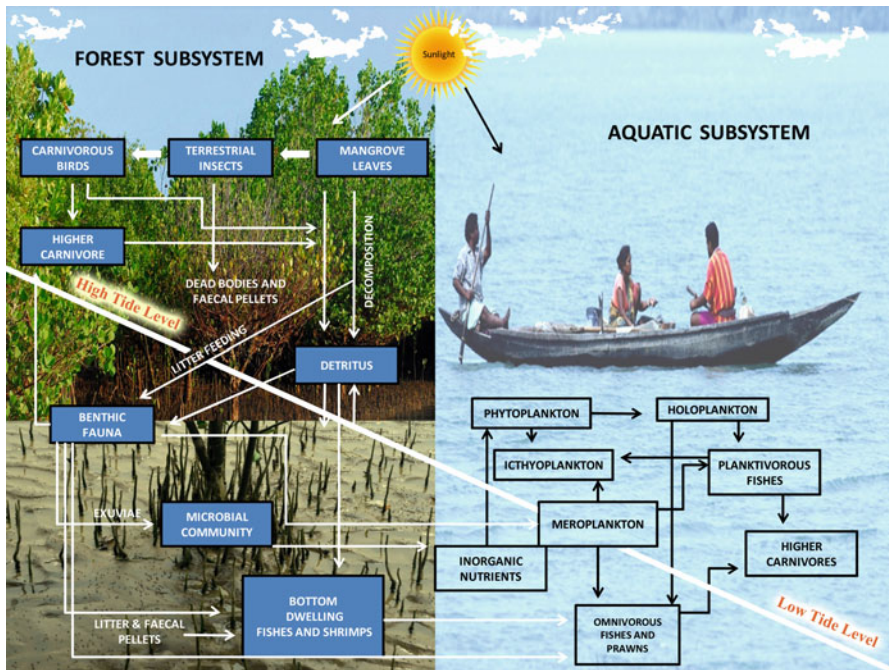 Sunlight
FOREST SUBSYSTEM
AQUATIC SUBSYSTEM
CARNIVOROUS
BIRDS
TERRESTRIAL
INSECTS
MANGROVE
LEAVES
HIGHER
CARNIVORE
DEAD BODIES AND
FAECAL PELLETS
DECOMPOSITION
High Tide Level
LITTER FEEDING
DETRITUS
BENTHIC
FAUNA
PHYTOPLANKTON
HOLOPLANKTON
ICTHYOPLANKTON
PLANKTIVOROUS
FISHES
EXUVIAE
MICROBIAL
COMMUNITY
MEROPLANKTON
INORGANIC
NUTRIENTS
HIGHER
CARNIVORES
BOTTOM
DWELLING
FISHES AND SHRIMPS
LITTER & FAECAL
PELLETS
OMNIVOROUS
FISHES AND
PRAWNS
Low Tide Level